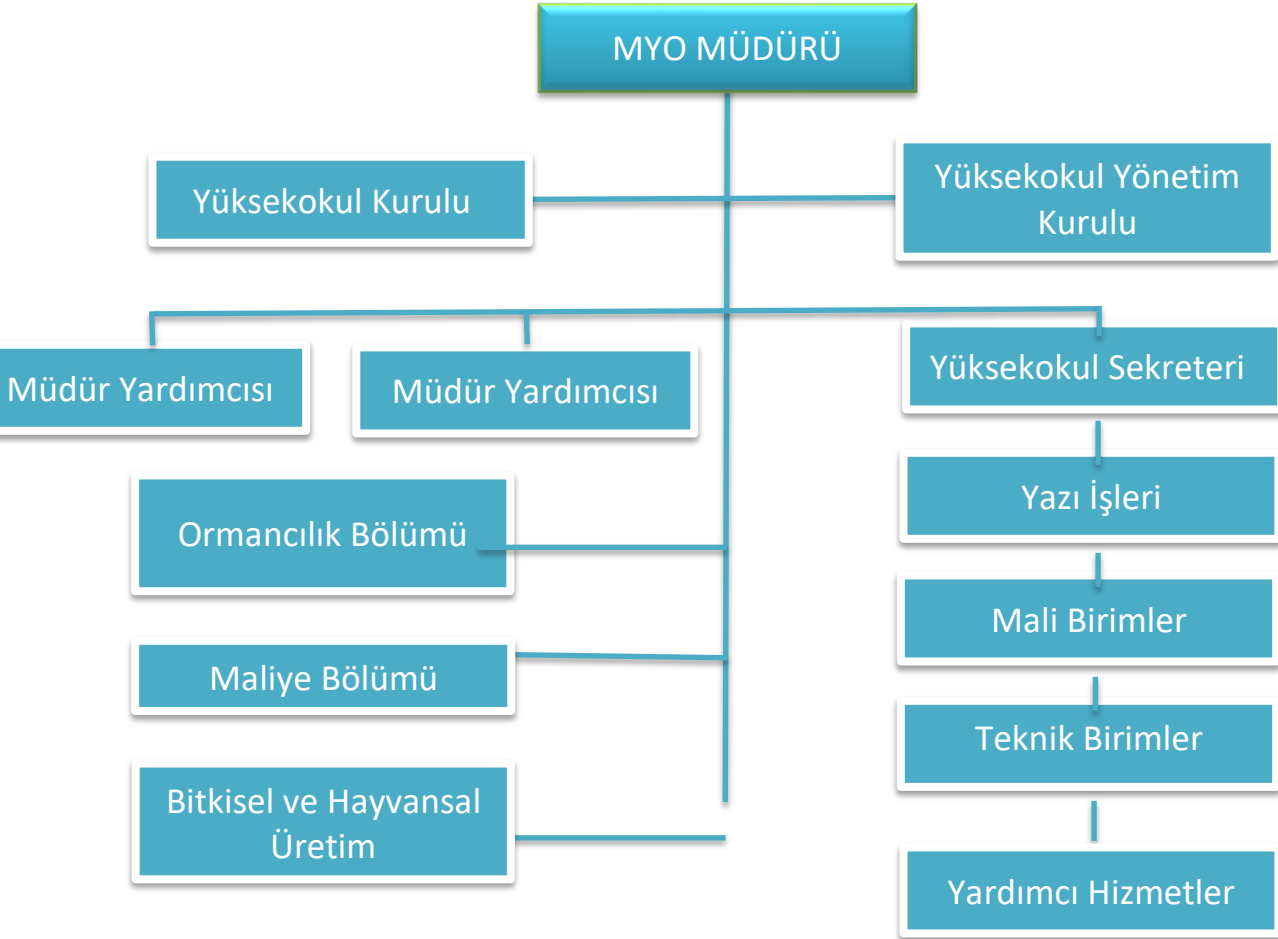 MYO MÜDÜRÜ
Yüksekokul Kurulu
Yüksekokul Yönetim
Kurulu
Müdür Yardımcısı
Müdür Yardımcısı
Yüksekokul Sekreteri
Ormancılık Bölümü
Yazı İşleri
Maliye Bölümü
Mali Birimler
Bitkisel ve Hayvansal
Üretim
Teknik Birimler
Yardımcı Hizmetler